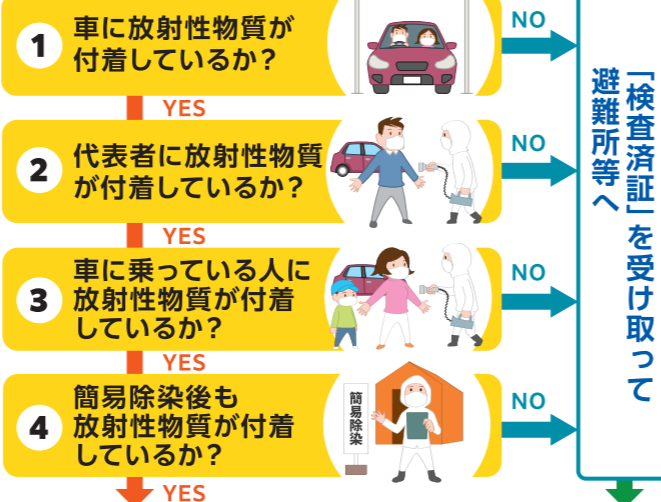 1
車に放射性物質が
付着しているか？
NO
YES
2
代表者に放射性物質
が付着しているか？
NO
YES
3
車に乗っている人に
放射性物質が付着
しているか？
NO
YES
4
簡易除染後も
放射性物質が付着
しているか？
簡易除染
NO
YES
「検査済証」を受け取って
避難所等へ